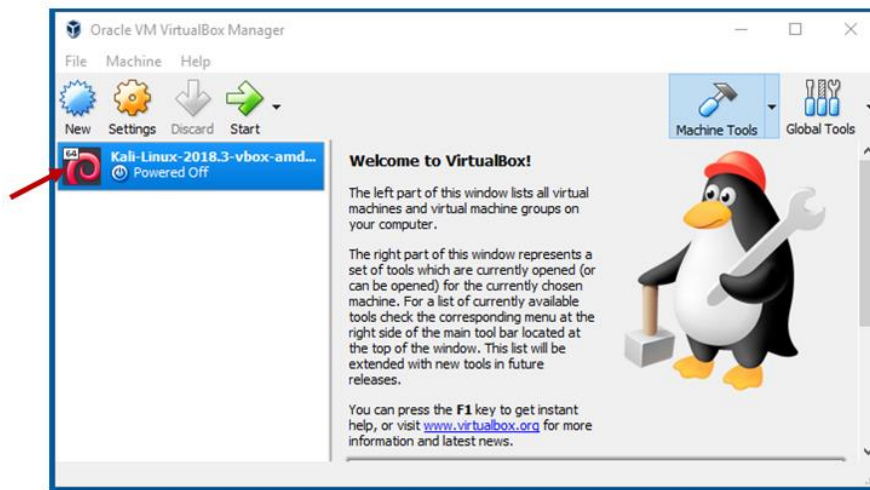 Oracle VM VirtualBox Manager
File Machine Help
New Settings Discard Start
Machine Tools Global Tools
64
Kali-Linux-2018.3-vbox-amd...
Powered Off
Welcome to VirtualBox!
The left part of this window lists all virtual
machines and virtual machine groups on
your computer.
The right part of this window represents a
set of tools which are currently opened (or
can be opened) for the currently chosen
machine. For a list of currently available
tools check the corresponding menu at the
right side of the main tool bar located at
the top of the window. This list will be
extended with new tools in future
releases.
You can press the F1 key to get instant
help, or visit www.virtualbox.org for more
information and latest news.